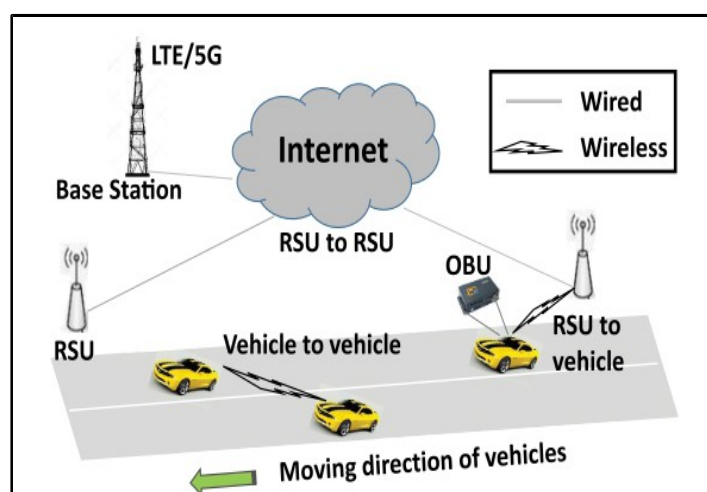 LTE/5G
Base Station
Internet
RSU to RSU
Wired
Wireless
RSU
OBU
RSU to
vehicle
Vehicle to vehicle
Moving direction of vehicles